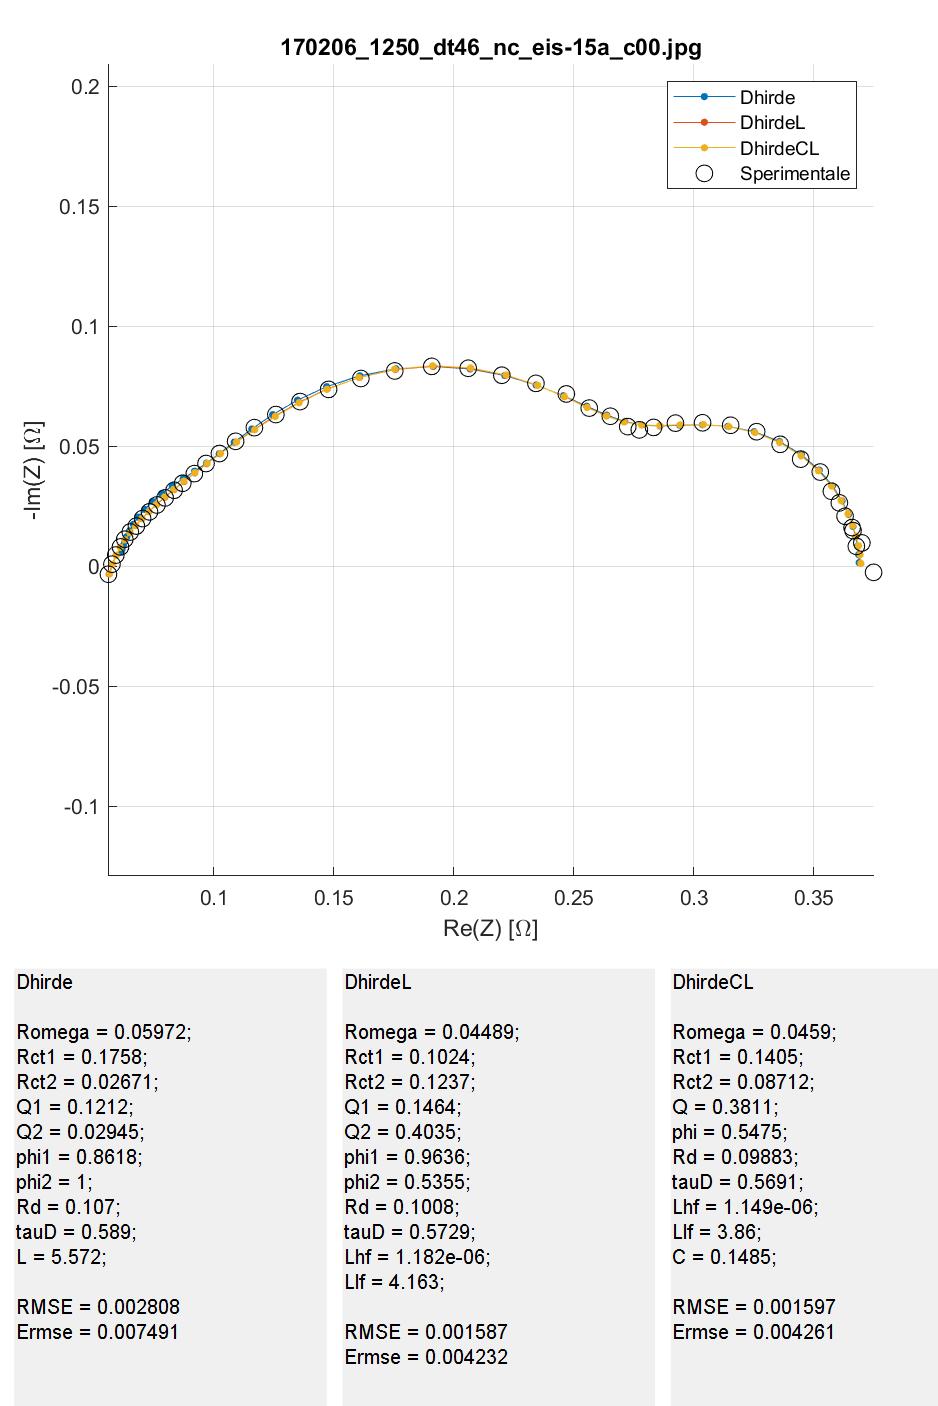 170206_1250_dt46_nc_eis-15a_c00.jpg
Dhirde
DhirdeL
DhirdeCL
Sperimentale
0.2
0.15
0.1
0.05
0
-0.05
-0.1
-Im(Z) [Ω]
0.1
0.15
0.2
0.25
0.3
0.35
Re(Z) [Ω]
Dhirde
Romega = 0.05972;
Rct1 = 0.1758;
Rct2 = 0.02671;
Q1 = 0.1212;
Q2 = 0.02945;
phi1 = 0.8618;
phi2 = 1;
Rd = 0.107;
tauD = 0.589;
L = 5.572;
RMSE = 0.002808
Ermse = 0.007491
DhirdeL
Romega = 0.04489;
Rct1 = 0.1024;
Rct2 = 0.1237;
Q1 = 0.1464;
Q2 = 0.4035;
phi1 = 0.9636;
phi2 = 0.5355;
Rd = 0.1008;
tauD = 0.5729;
Lhf = 1.182e-06;
Llf = 4.163;
RMSE = 0.001587
Ermse = 0.004232
DhirdeCL
Romega = 0.0459;
Rct1 = 0.1405;
Rct2 = 0.08712;
Q = 0.3811;
phi = 0.5475;
Rd = 0.09883;
tauD = 0.5691;
Lhf = 1.149e-06;
Llf = 3.86;
C = 0.1485;
RMSE = 0.001597
Ermse = 0.004261